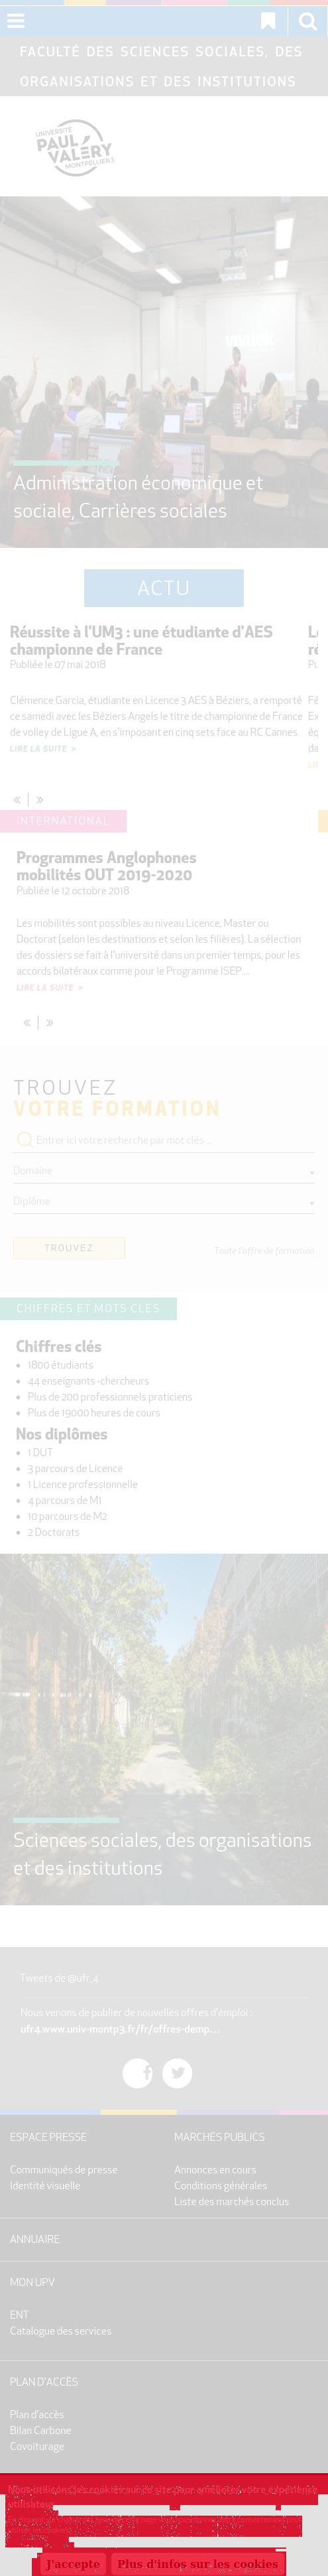 FACULTÉ DES SCIENCES SOCIALES, DES
ORGANISATIONS ET DES INSTITUTIONS
UNIVERSITÉ
PAUL
VALÉRY
MONTPELLIER 3
Administration économique et
sociale, Carrières sociales
ACTU
Réussite à l'UM3 : une étudiante d'AES
championne de France
Publiée le 07 mai 2018
Clémence Garcia, étudiante en Licence 3 AES à Béziers, a remporté
ce samedi avec les Béziers Angels le titre de championne de France
de volley de Ligue A, en s'imposant en cinq sets face au RC Cannes.
LIRE LA SUITE >
« | »
INTERNATIONAL
Programmes Anglophones
mobilités OUT 2019-2020
Publiée le 12 octobre 2018
Les mobilités sont possibles au niveau Licence, Master ou
Doctorat (selon les destinations et selon les filières). La sélection
des dossiers se fait à l'université dans un premier temps, pour les
accords bilatéraux comme pour le Programme ISEP....
LIRE LA SUITE >
« | »
TROUVEZ
VOTRE FORMATION
Entrer ici votre recherche par mot clés ...
Domaine
Diplôme
TROUVEZ
Toute l'offre de formation
CHIFFRES ET MOTS CLES
Chiffres clés
• 1800 étudiants
• 44 enseignants -chercheurs
• Plus de 200 professionnels praticiens
• Plus de 19000 heures de cours
Nos diplômes
• 1 DUT
• 3 parcours de Licence
• 1 Licence professionnelle
• 4 parcours de M1
• 10 parcours de M2
• 2 Doctorats
Sciences sociales, des organisations
et des institutions
Tweets de @ufr_4
Nous venons de publier de nouvelles offres d'emploi :
ufr4.www.univ-montp3.fr/fr/offres-demp…
ESPACE PRESSE
Communiqués de presse
Identité visuelle
MARCHÉS PUBLICS
Annonces en cours
Conditions générales
Liste des marchés conclus
ANNUAIRE
MON UPV
ENT
Catalogue des services
PLAN D'ACCÈS
Plan d'accès
Bilan Carbone
Covoiturage
J'accepte
Plus d'infos sur les cookies